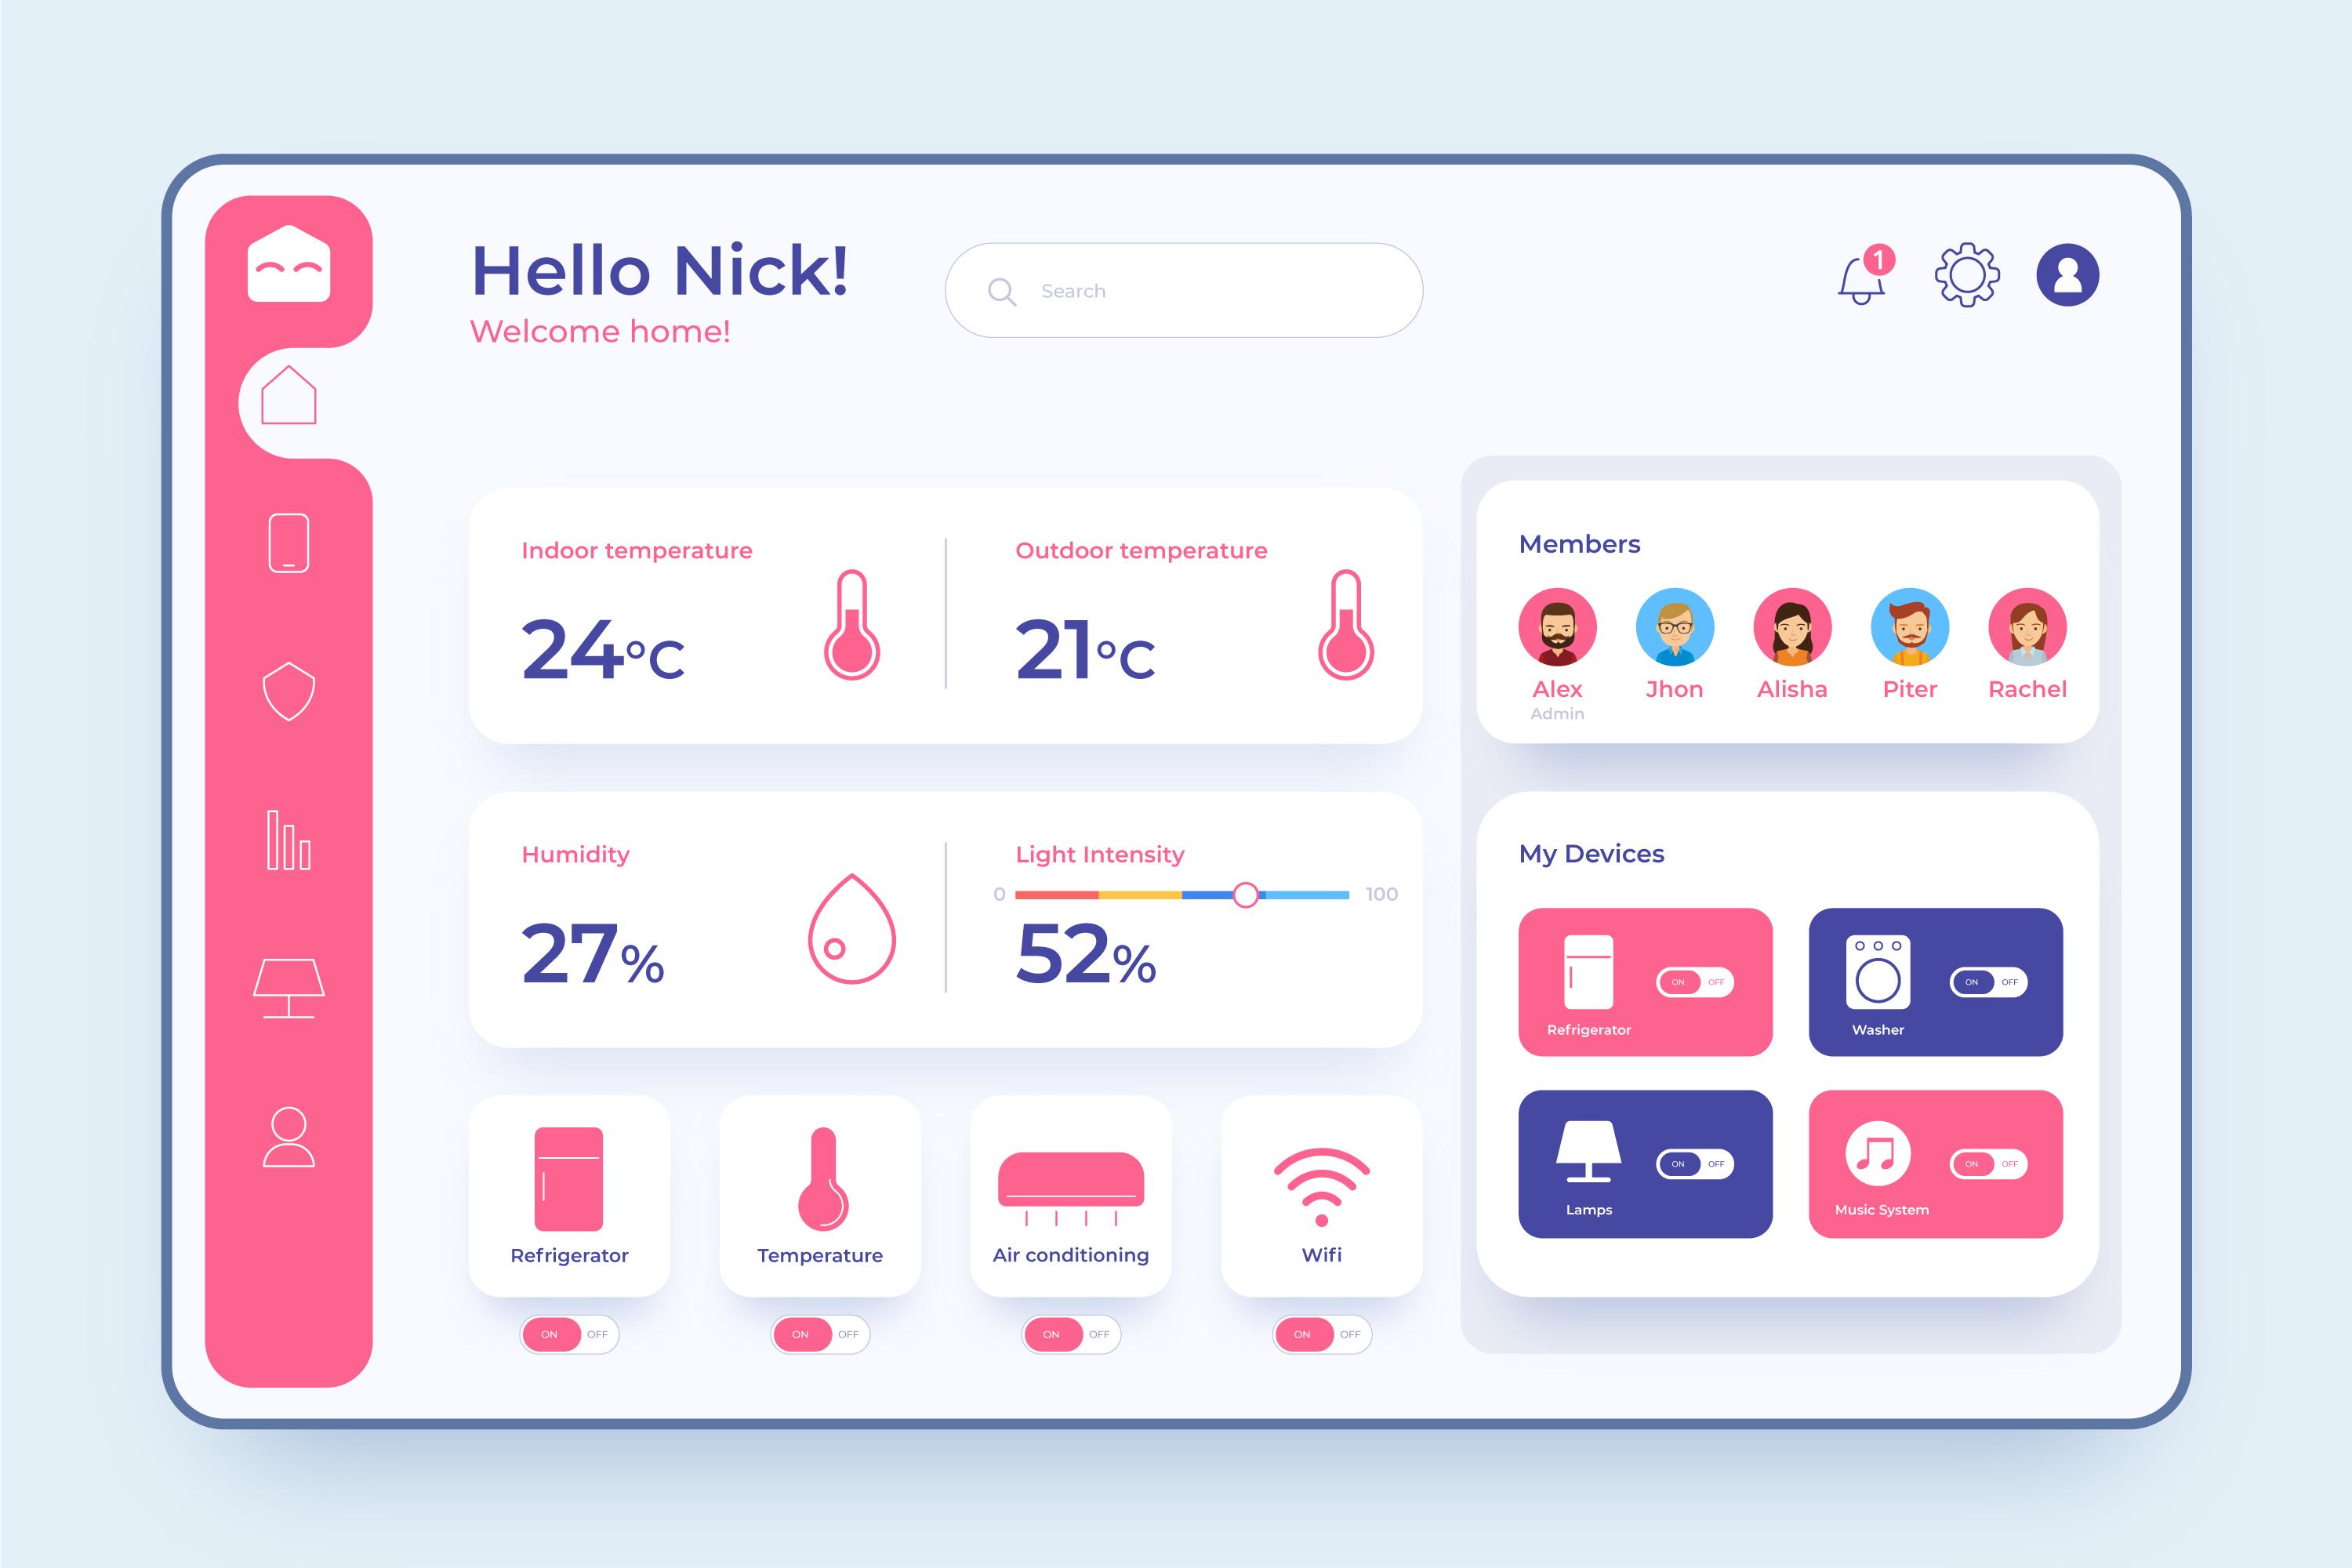 Hello Nick!
Welcome home!
Search
1
Indoor temperature
24°C
Outdoor temperature
21°C
Humidity
27%
Light Intensity
0 100
52%
Refrigerator
ON OFF
Temperature
ON OFF
Air conditioning
ON OFF
Wifi
ON OFF
Members
Alex
Admin
Jhon
Alisha
Piter
Rachel
My Devices
Refrigerator
ON OFF
Washer
ON OFF
Lamps
ON OFF
Music System
ON OFF